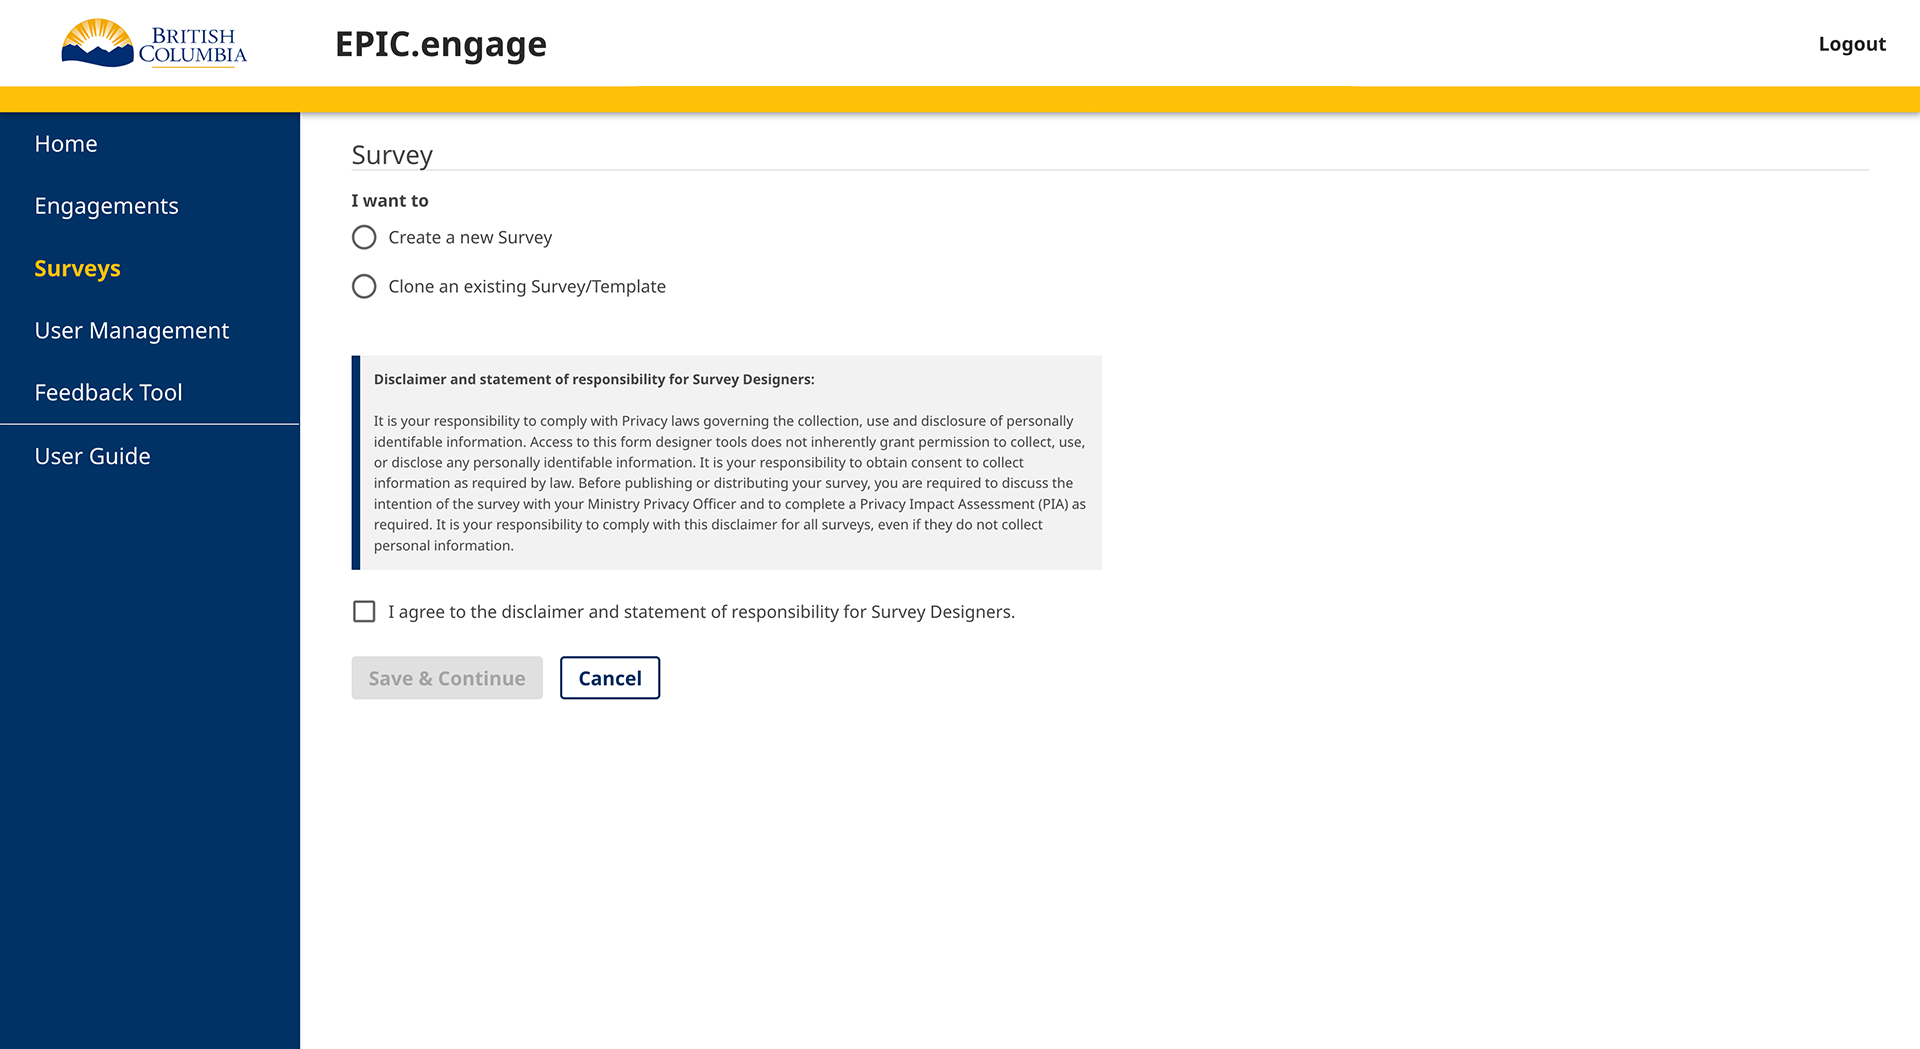 BRITISH
COLUMBIA
EPIC.engage
Logout
Home
Engagements
Surveys
User Management
Feedback Tool
User Guide
Survey
I want to
Create a new Survey
Clone an existing Survey/Template
Disclaimer and statement of responsibility for Survey Designers:
It is your responsibility to comply with Privacy laws governing the collection, use and disclosure of personally
identifable information. Access to this form designer tools does not inherently grant permission to collect, use,
or disclose any personally identifable information. It is your responsibility to obtain consent to collect
information as required by law. Before publishing or distributing your survey, you are required to discuss the
intention of the survey with your Ministry Privacy Officer and to complete a Privacy Impact Assessment (PIA) as
required. It is your responsibility to comply with this disclaimer for all surveys, even if they do not collect
personal information.
I agree to the disclaimer and statement of responsibility for Survey Designers.
Save & Continue
Cancel